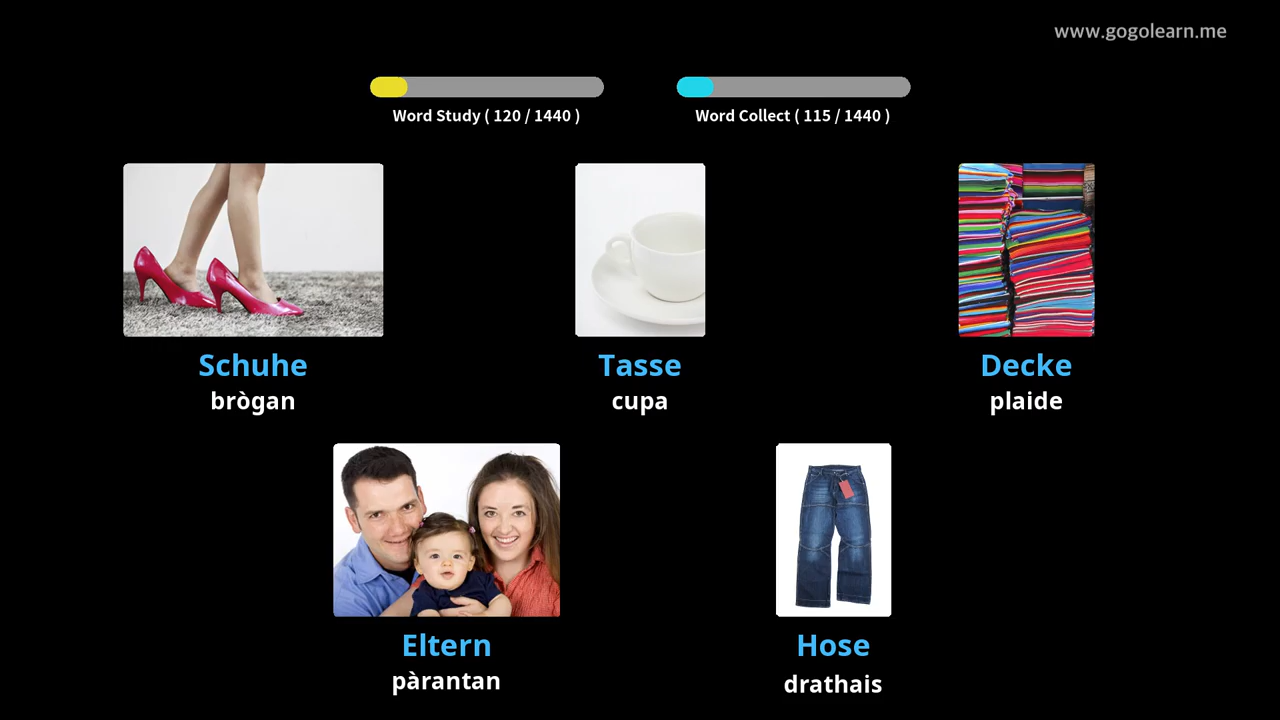 www.gogolearn.me
Word Study ( 120 / 1440 )
Word Collect ( 115 / 1440 )
Schuhe
brògan
Tasse
cupa
Decke
plaide
Eltern
pàrantan
Hose
drathais